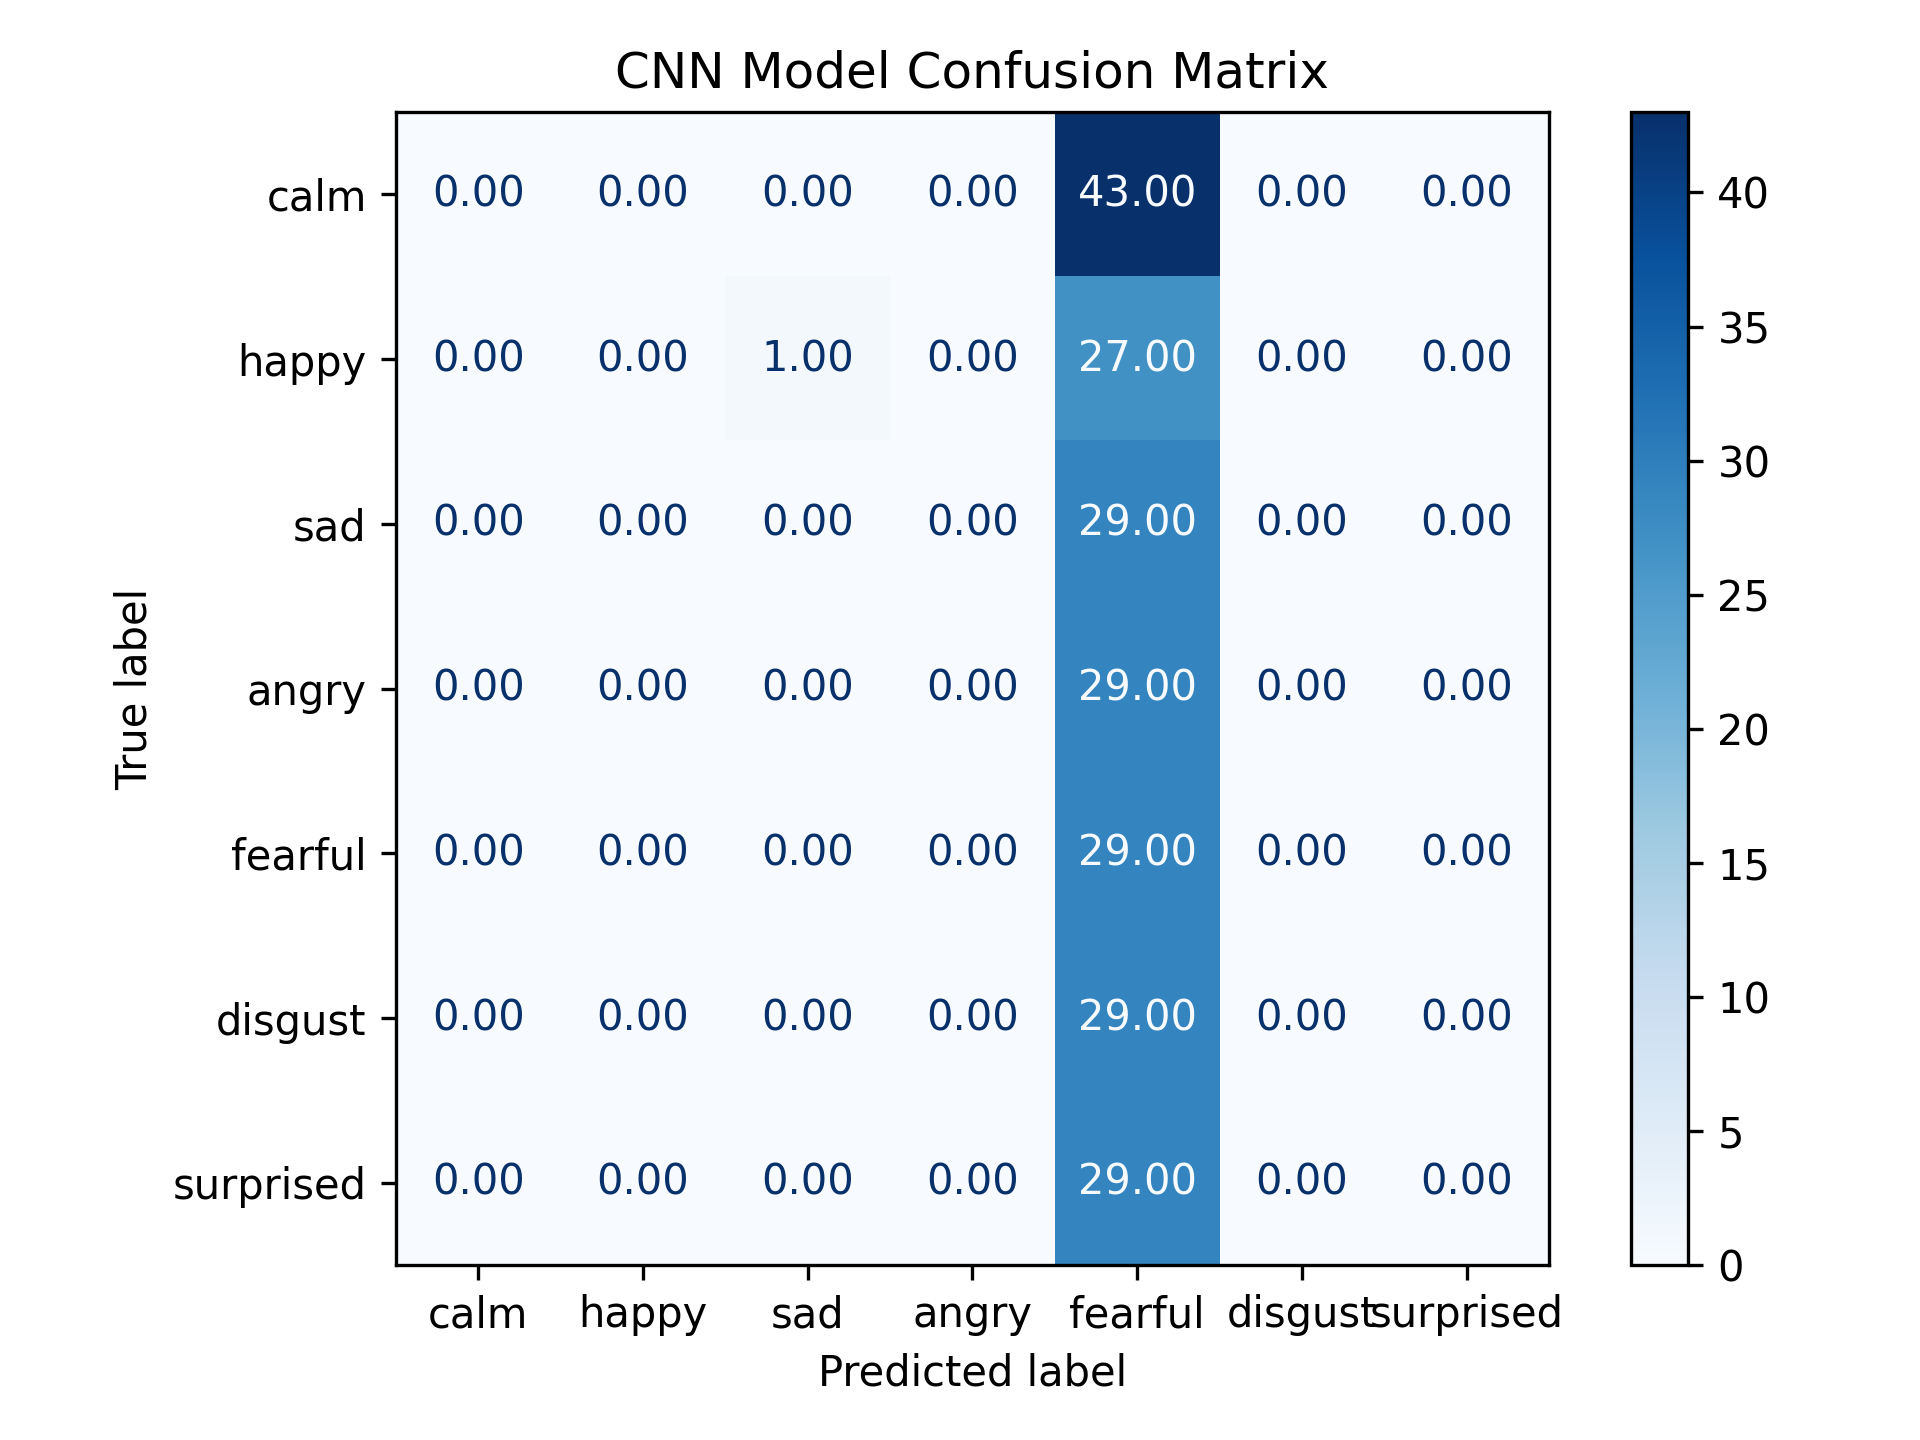 CNN Model Confusion Matrix
calm 0.00 0.00 0.00 0.00 43.00 0.00 0.00
happy 0.00 0.00 1.00 0.00 27.00 0.00 0.00
sad 0.00 0.00 0.00 0.00 29.00 0.00 0.00
angry 0.00 0.00 0.00 0.00 29.00 0.00 0.00
fearful 0.00 0.00 0.00 0.00 29.00 0.00 0.00
disgust 0.00 0.00 0.00 0.00 29.00 0.00 0.00
surprised 0.00 0.00 0.00 0.00 29.00 0.00 0.00
calm happy sad angry fearful disgust surprised
Predicted label
True label
40
35
30
25
20
15
10
5
0